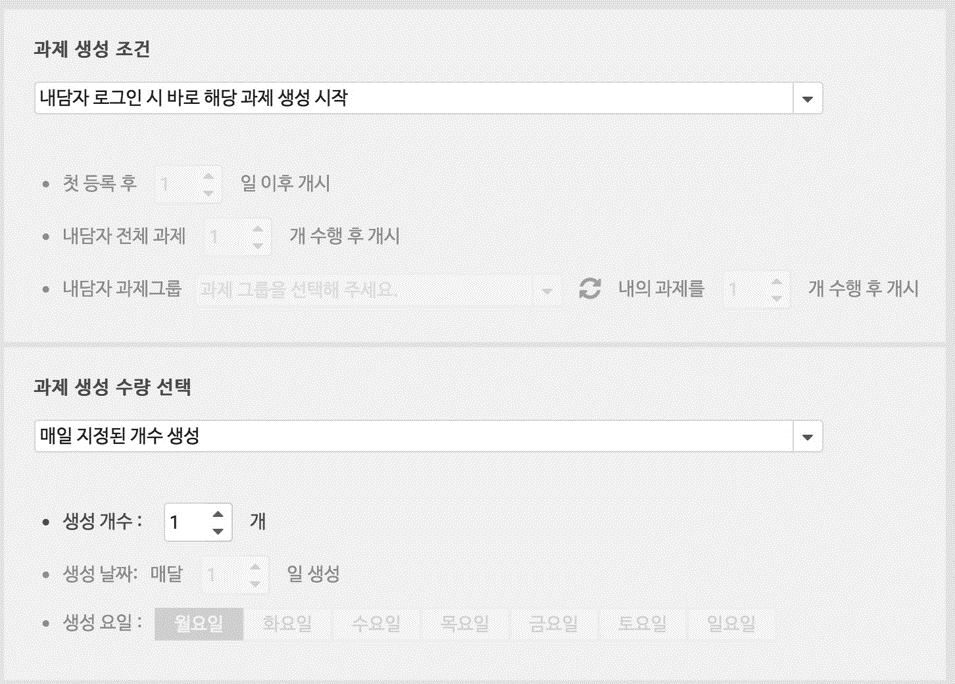 과제 생성 조건
내담자 로그인 시 바로 해당 과제 생성 시작
첫 등록 후 1 일 이후 개시
내담자 전체 과제 1 개 수행 후 개시
내담자 과제그룹 과제 그룹을 선택해 주세요. 내의 과제를 1 개 수행 후 개시
과제 생성 수량 선택
매일 지정된 개수 생성
생성 개수 : 1 개
생성 날짜: 매달 1 일 생성
생성 요일 : 월요일 화요일 수요일 목요일 금요일 토요일 일요일